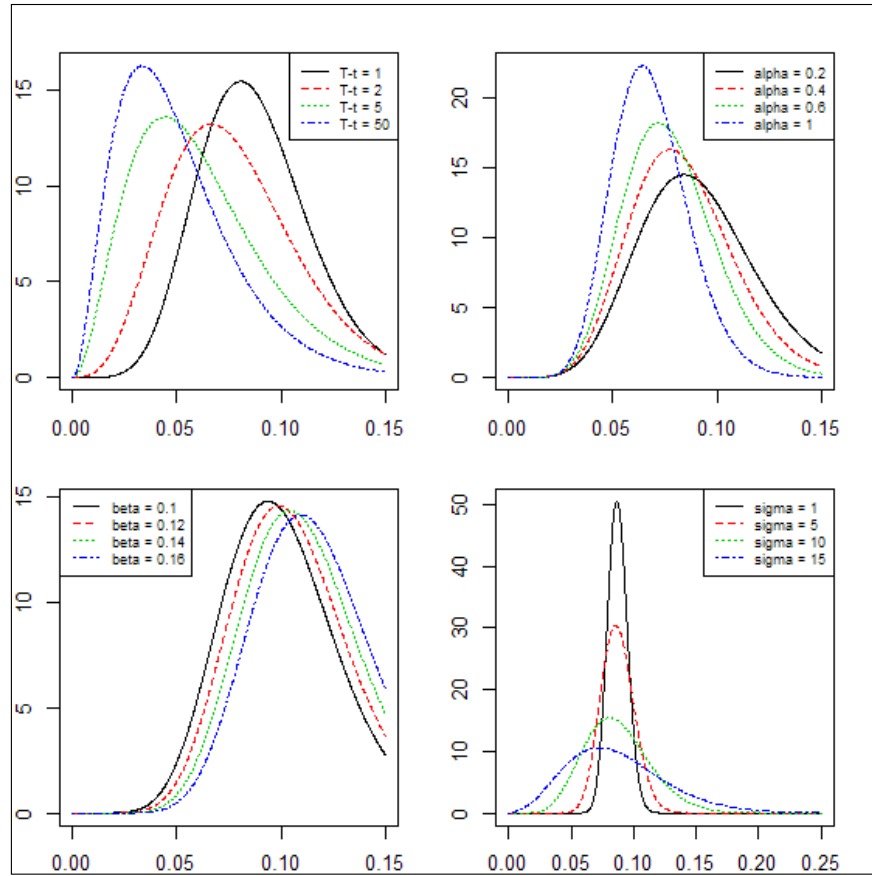 T-t = 1
T-t = 2
T-t = 5
T-t = 50
15
10
5
0
0.00 0.05 0.10 0.15
alpha = 0.2
alpha = 0.4
alpha = 0.6
alpha = 1
20
15
10
5
0
0.00 0.05 0.10 0.15
beta = 0.1
beta = 0.12
beta = 0.14
beta = 0.16
15
10
5
0
0.00 0.05 0.10 0.15
sigma = 1
sigma = 5
sigma = 10
sigma = 15
50
40
30
20
10
0
0.00 0.05 0.10 0.15 0.20 0.25